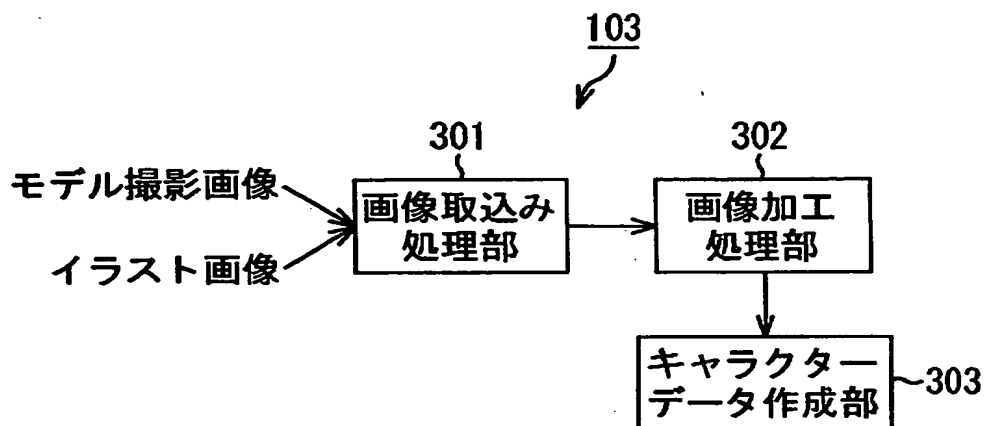 103
301
302
モデル撮影画像
画像取込み
処理部
画像加工
処理部
イラスト画像
キャラクター
データ作成部
303